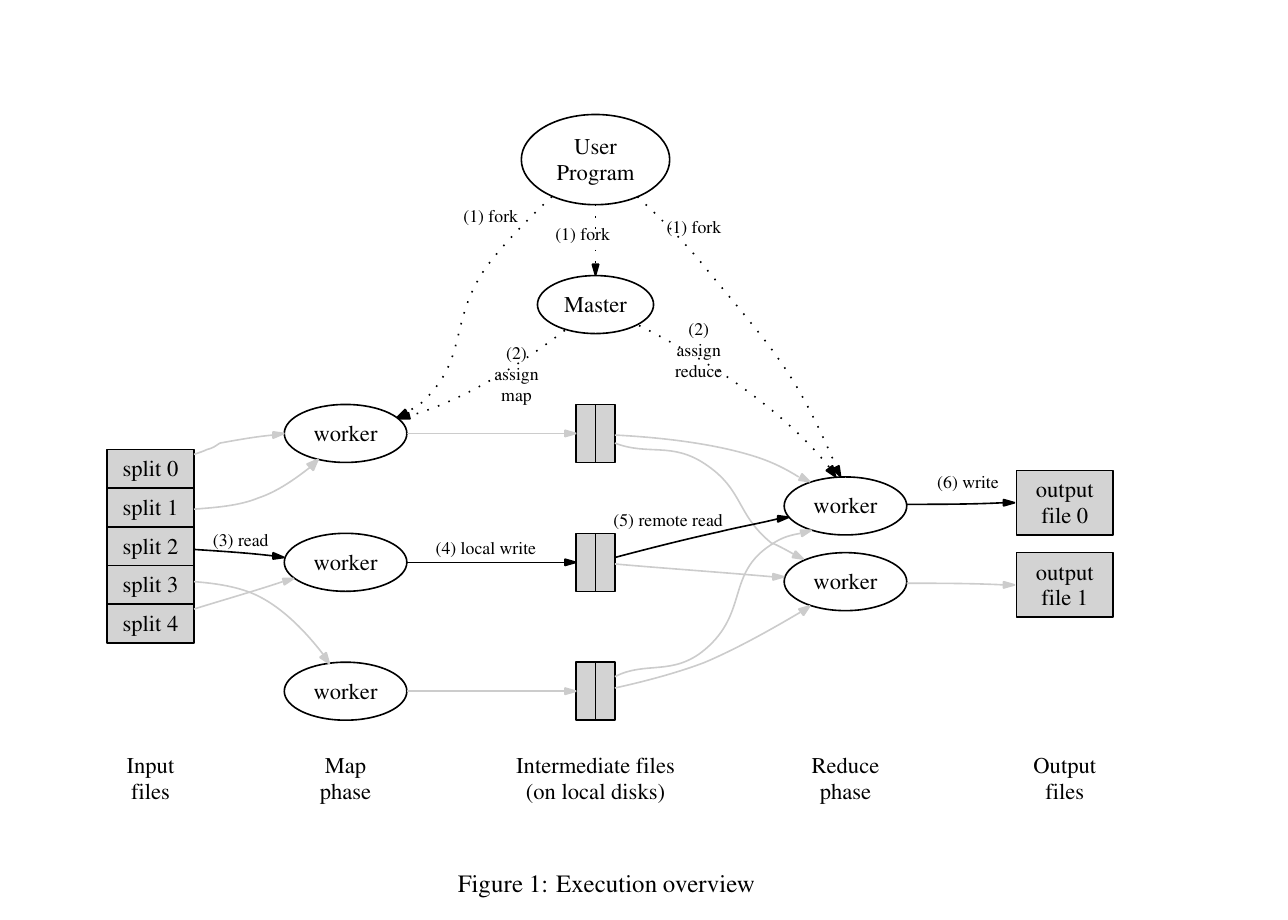 User
Program
(1) fork
(1) fork
(1) fork
Master
(2)
assign
map
(2)
assign
reduce
worker
split 0
split 1
split 2
split 3
split 4
(3) read
worker
(4) local write
(5) remote read
worker
(6) write
output
file 0
worker
output
file 1
worker
Input
files
Map
phase
Intermediate files
(on local disks)
Reduce
phase
Output
files
Figure 1: Execution overview